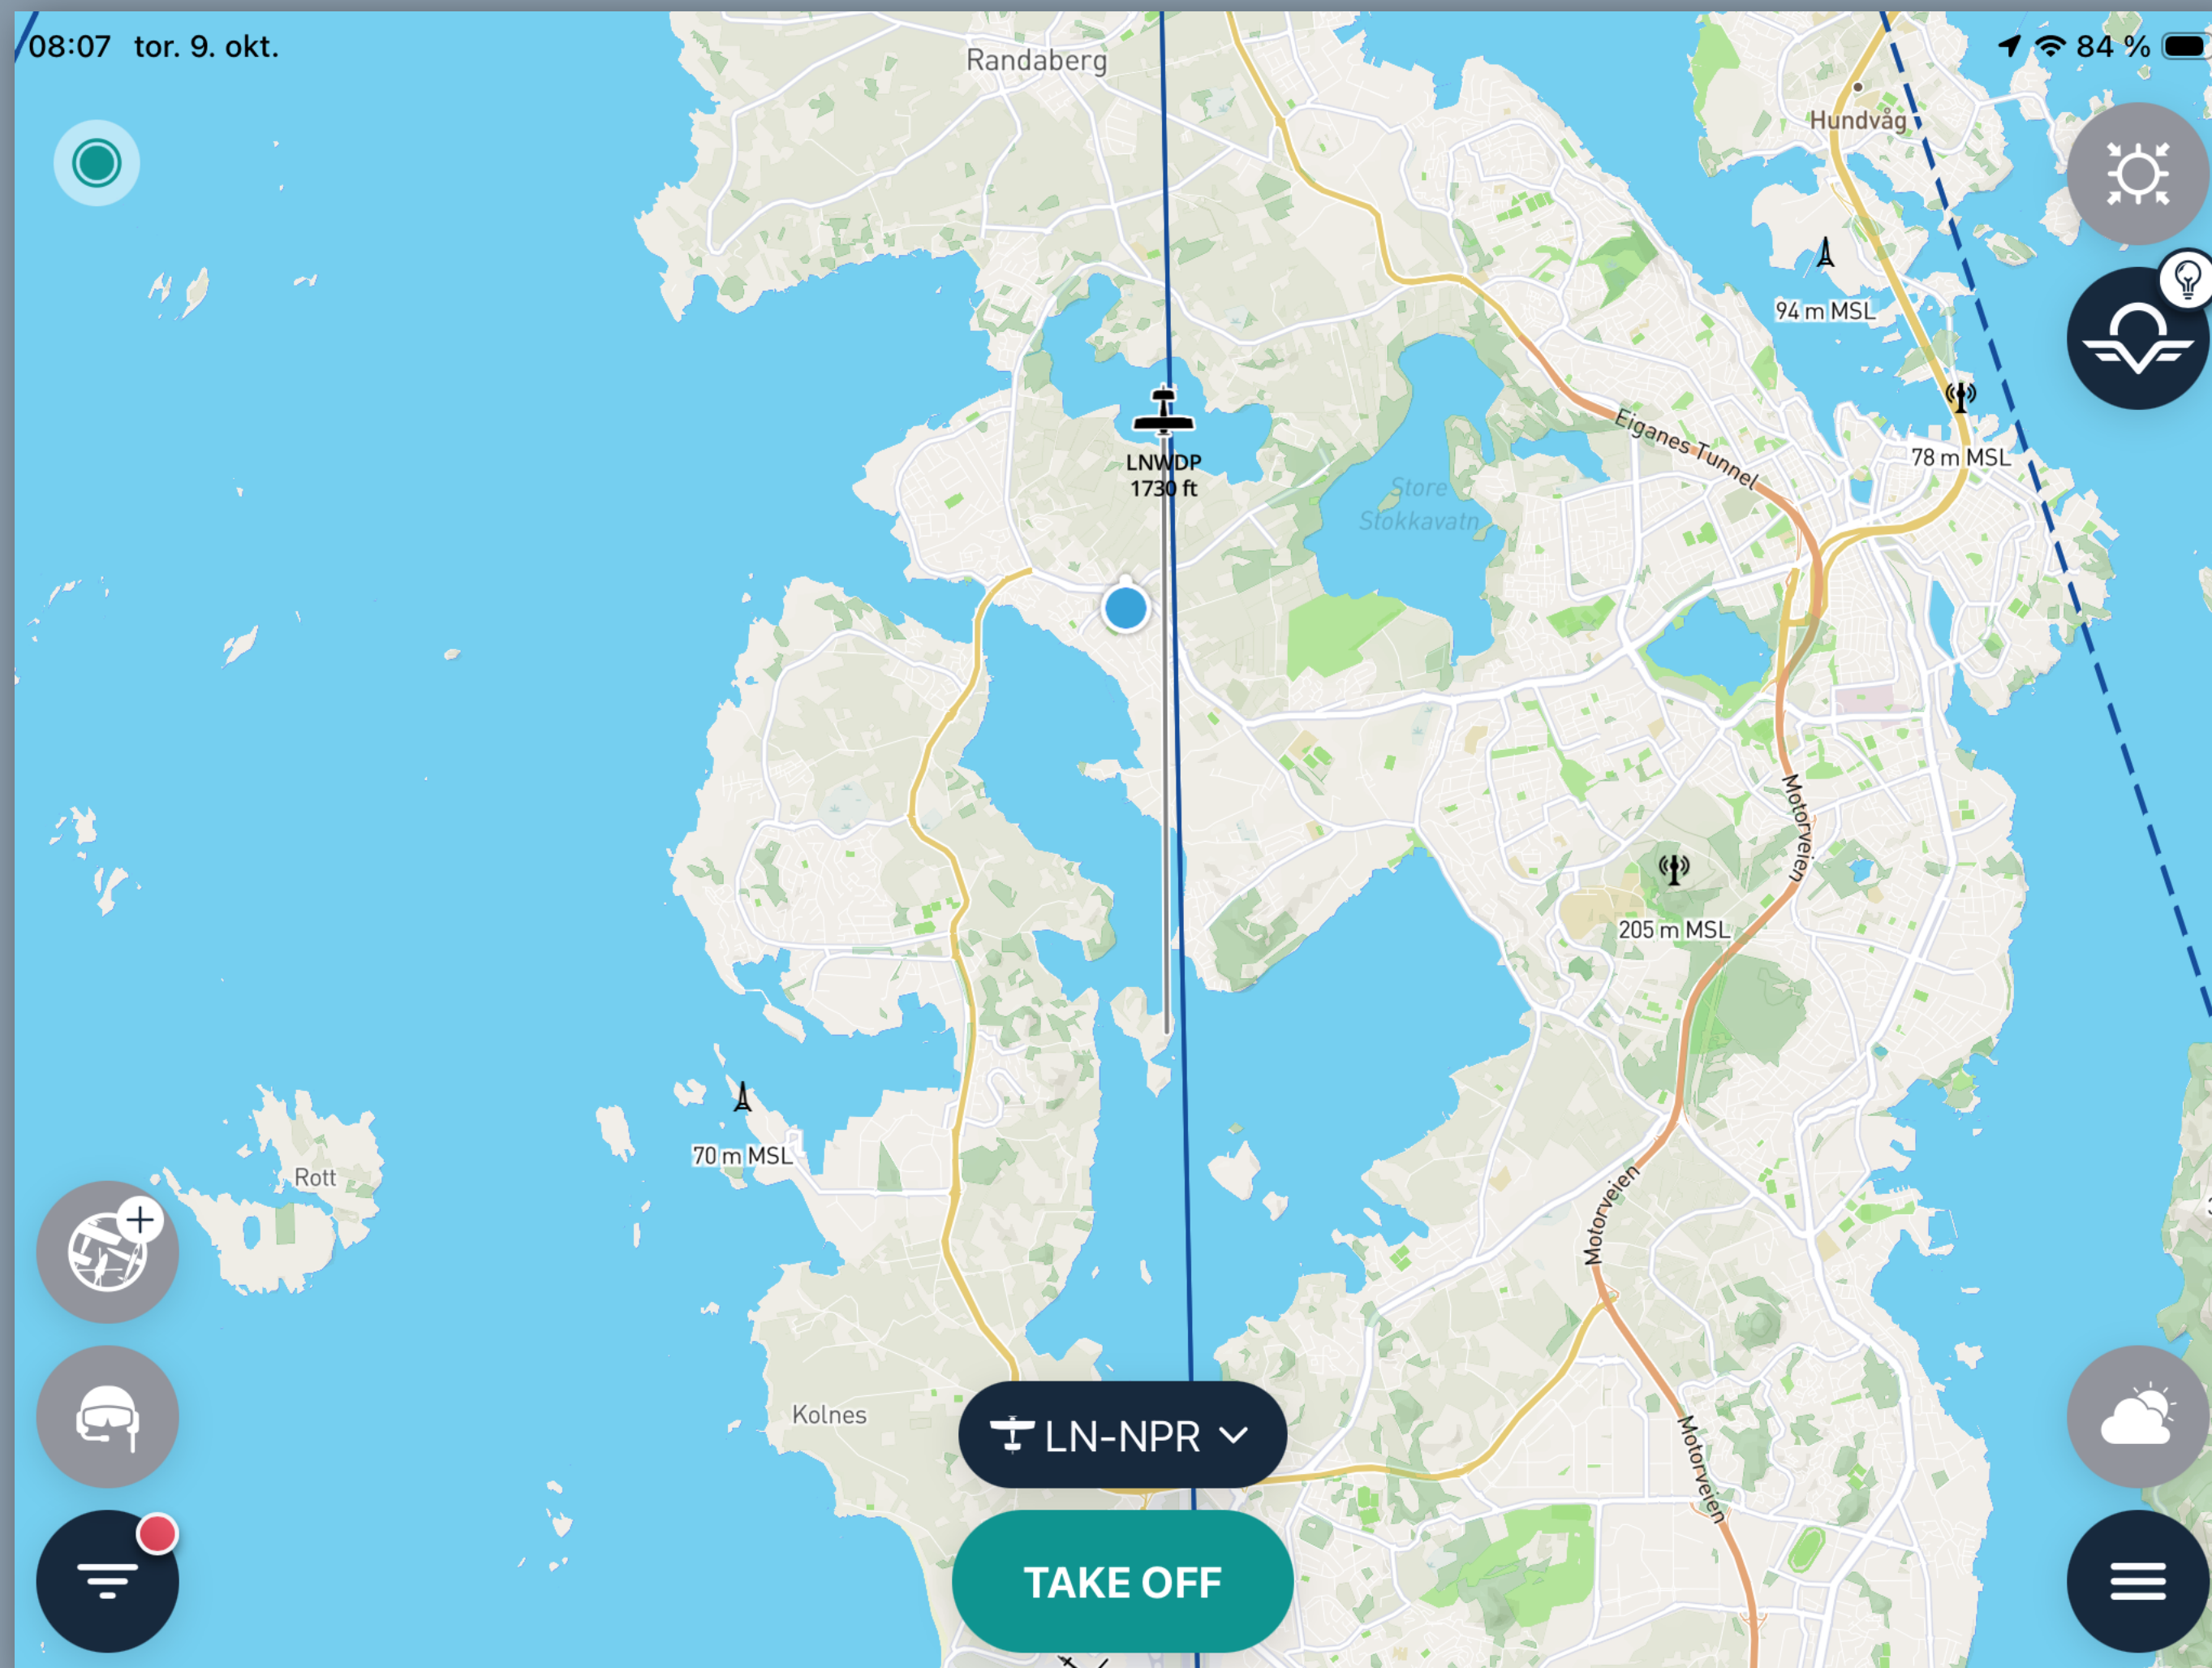 08:07 tor. 9. okt.
84 %
Randaberg
Hundvåg
94 m MSL
Eiganes Tunnel
78 m MSL
LNWDP
1730 ft
Store
Stokkavatn
Motorveien
205 m MSL
70 m MSL
Rott
Motorveien
Kolnes
LN-NPR
Motorveien
TAKE OFF